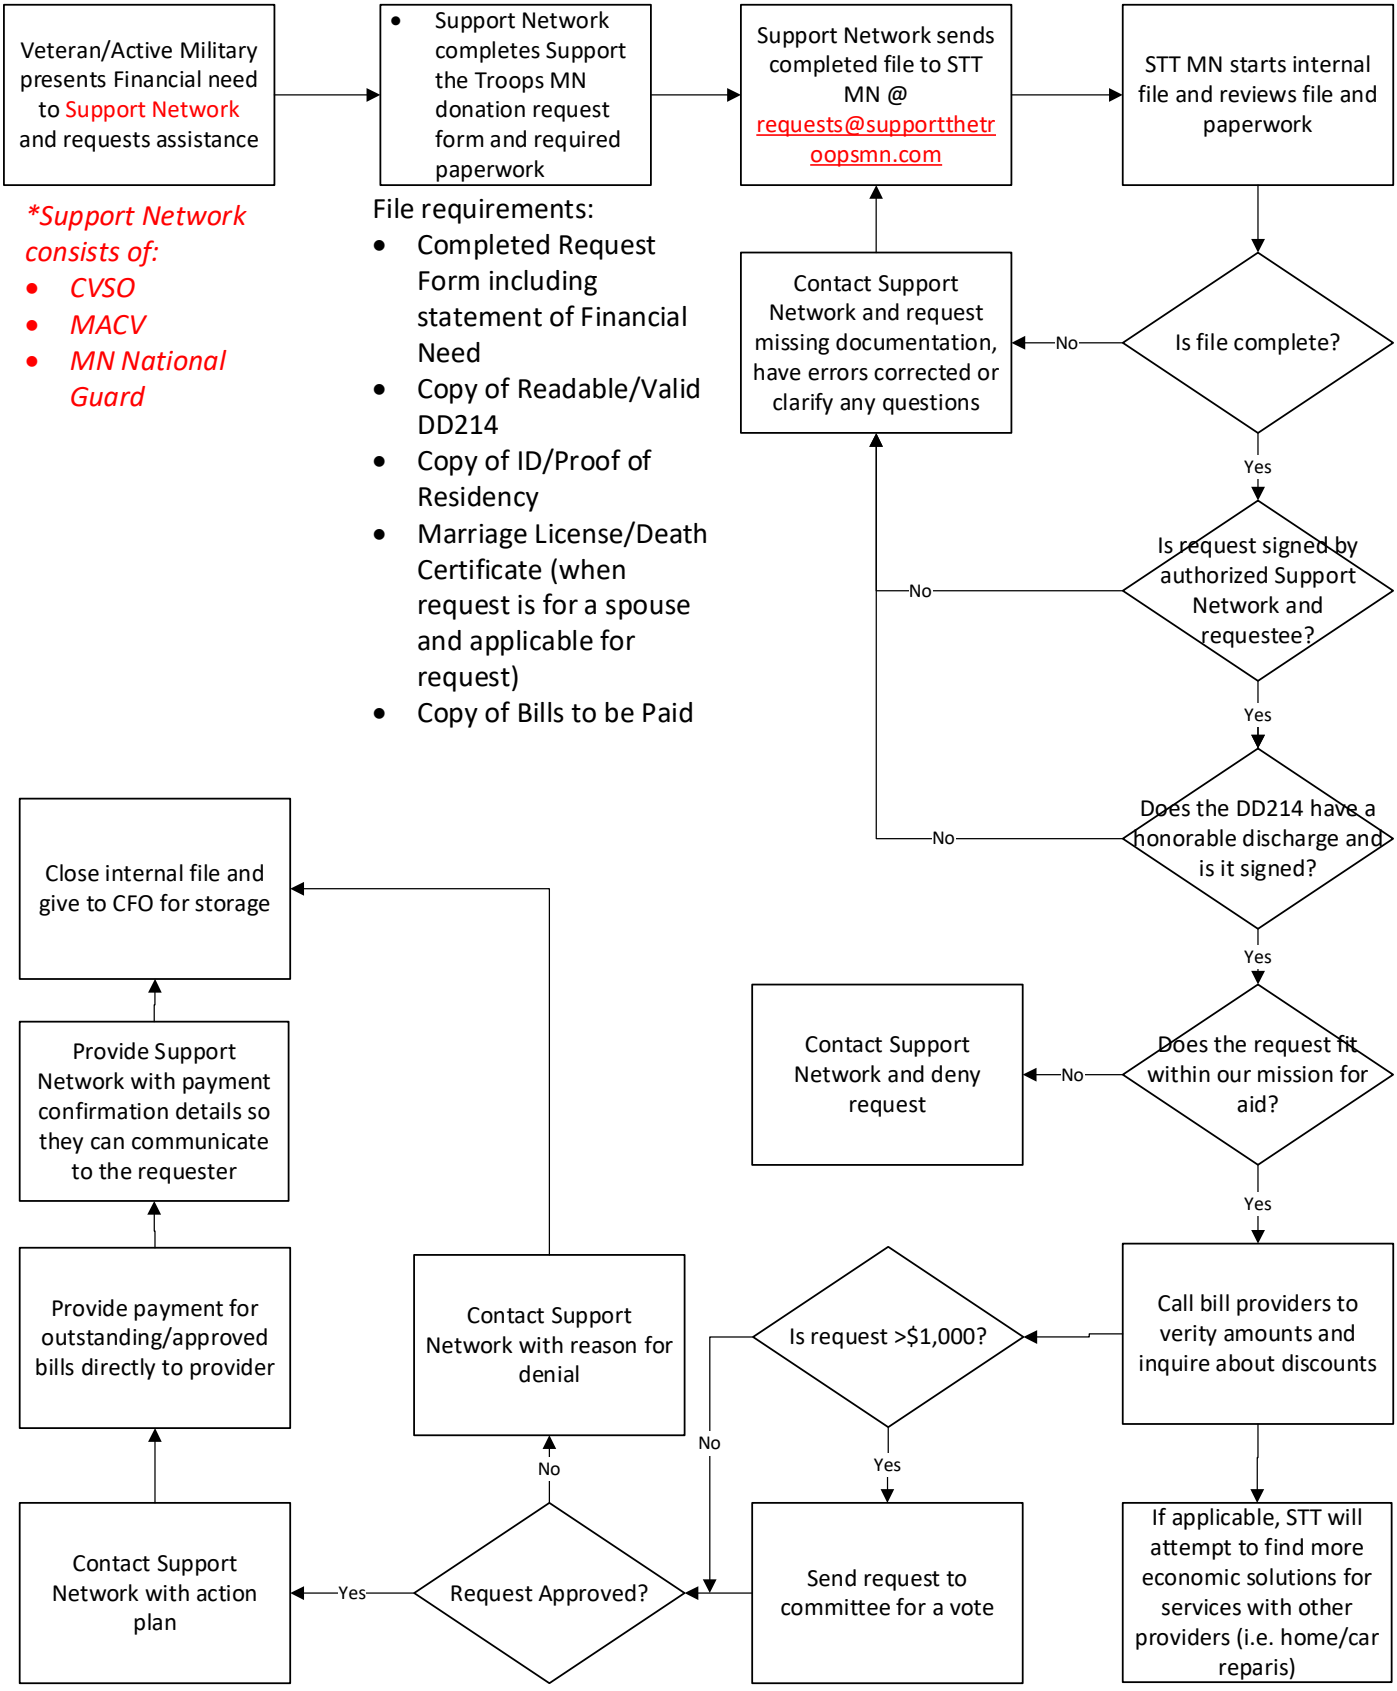 Veteran/Active Military
presents Financial need
to Support Network
and requests assistance
• Support Network
completes Support
the Troops MN
donation request
form and required
paperwork
Support Network sends
completed file to STT
MN @
requests@supportthetr
oopsmn.com
STT MN starts internal
file and reviews file and
paperwork
*Support Network
consists of:
• CVSO
• MACV
• MN National
Guard
File requirements:
• Completed Request
Form including
statement of Financial
Need
• Copy of Readable/Valid
DD214
• Copy of ID/Proof of
Residency
• Marriage License/Death
Certificate (when
request is for a spouse
and applicable for
request)
• Copy of Bills to be Paid
Contact Support
Network and request
missing documentation,
have errors corrected or
clarify any questions
No
Is file complete?
Yes
Is request signed by
authorized Support
Network and
requestee?
No
Yes
Does the DD214 have a
honorable discharge and
is it signed?
No
Yes
Does the request fit
within our mission for
aid?
No
Contact Support
Network and deny
request
Yes
Call bill providers to
verity amounts and
inquire about discounts
If applicable, STT will
attempt to find more
economic solutions for
services with other
providers (i.e. home/car
reparis)
Is request >$1,000?
No
Yes
Send request to
committee for a vote
Request Approved?
No
Contact Support
Network with reason for
denial
Yes
Contact Support
Network with action
plan
Provide payment for
outstanding/approved
bills directly to provider
Provide Support
Network with payment
confirmation details so
they can communicate
to the requester
Close internal file and
give to CFO for storage